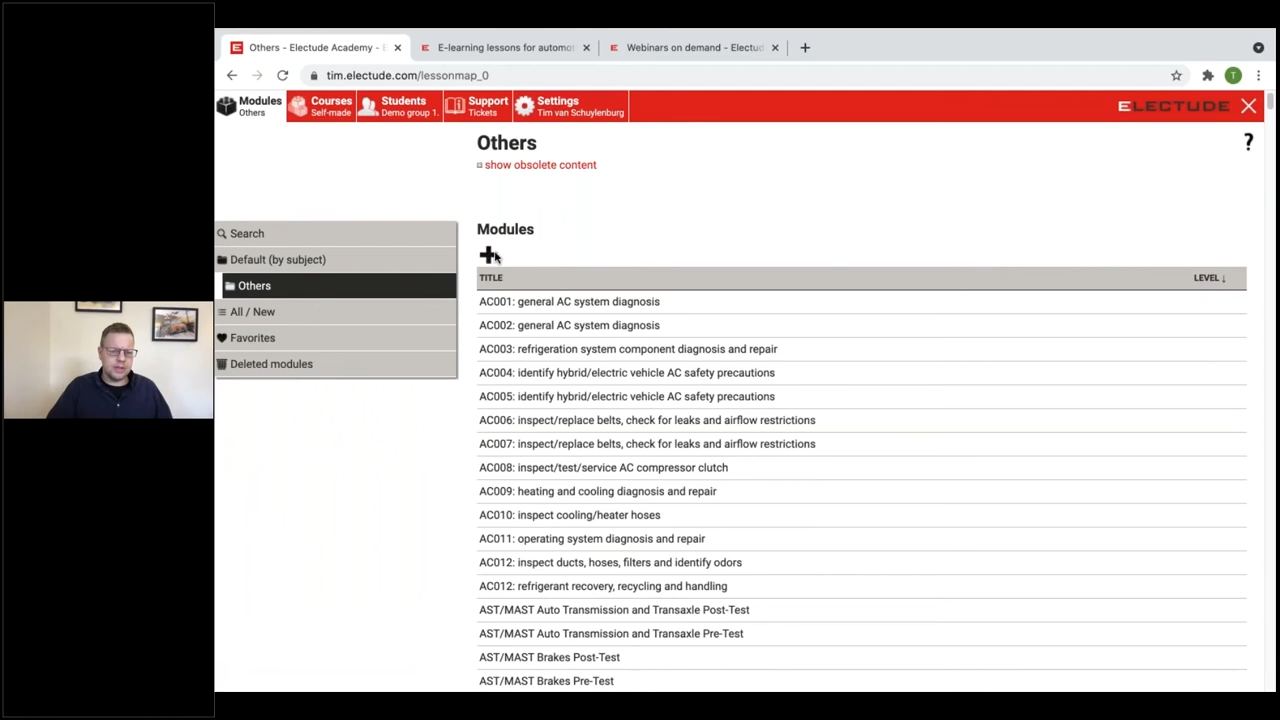 Others - Electude Academy - E
E-learning lessons for automot
Webinars on demand - Electud
tim.electude.com/lessonmap_0
T
Modules
Others
Courses
Self-made
Students
Demo group 1.
Support
Tickets
Settings
Tim van Schuylenburg
ELECTUDE
Others
?
show obsolete content
Search
Default (by subject)
Others
All / New
Favorites
Deleted modules
Modules
TITLE LEVEL ↓
AC001: general AC system diagnosis
AC002: general AC system diagnosis
AC003: refrigeration system component diagnosis and repair
AC004: identify hybrid/electric vehicle AC safety precautions
AC005: identify hybrid/electric vehicle AC safety precautions
AC006: inspect/replace belts, check for leaks and airflow restrictions
AC007: inspect/replace belts, check for leaks and airflow restrictions
AC008: inspect/test/service AC compressor clutch
AC009: heating and cooling diagnosis and repair
AC010: inspect cooling/heater hoses
AC011: operating system diagnosis and repair
AC012: inspect ducts, hoses, filters and identify odors
AC012: refrigerant recovery, recycling and handling
AST/MAST Auto Transmission and Transaxle Post-Test
AST/MAST Auto Transmission and Transaxle Pre-Test
AST/MAST Brakes Post-Test
AST/MAST Brakes Pre-Test